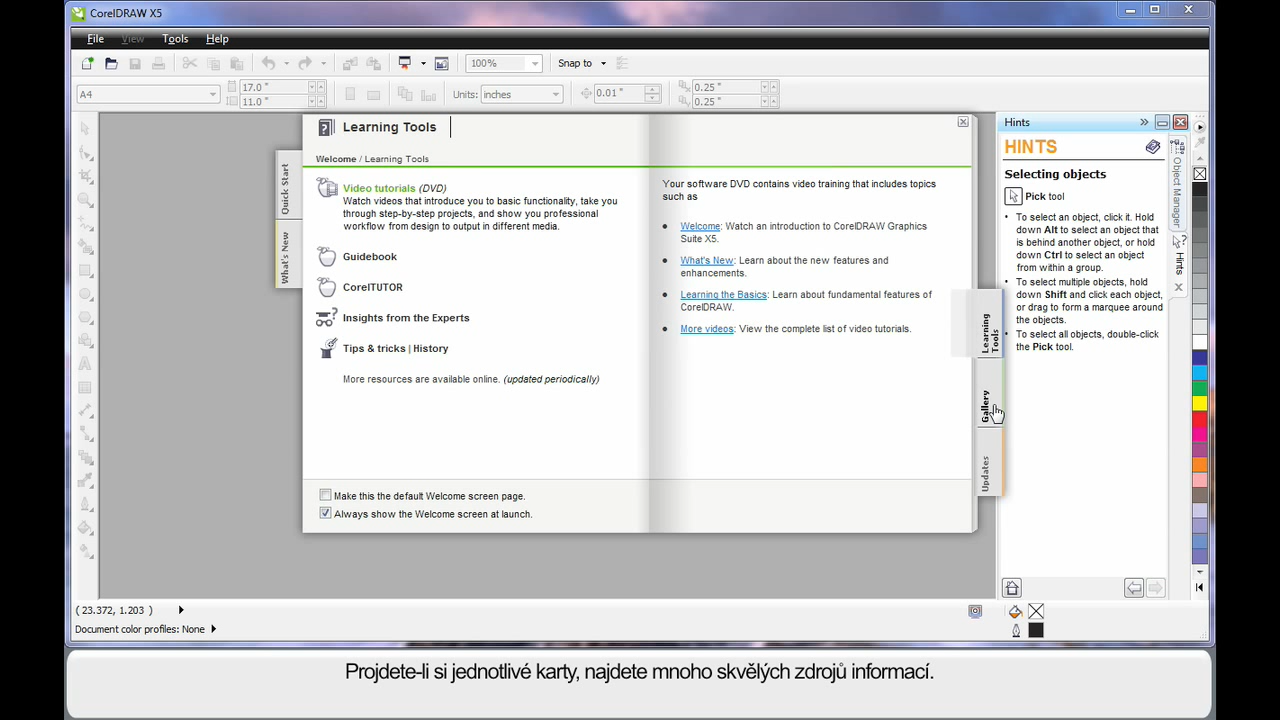 CorelDRAW X5
File View Tools Help
100% Snap to
A4 17.0 " 11.0 " Units: inches 0.01 " 0.25 " 0.25 "
Learning Tools
Welcome / Learning Tools
Quick Start
What's New
Video tutorials (DVD)
Watch videos that introduce you to basic functionality, take you
through step-by-step projects, and show you professional
workflow from design to output in different media.
Guidebook
CorelTUTOR
Insights from the Experts
Tips & tricks | History
More resources are available online. (updated periodically)
Make this the default Welcome screen page.
Always show the Welcome screen at launch.
Your software DVD contains video training that includes topics
such as
Welcome: Watch an introduction to CorelDRAW Graphics
Suite X5.
What's New: Learn about the new features and
enhancements.
Learning the Basics: Learn about fundamental features of
CorelDRAW.
More videos: View the complete list of video tutorials.
Learning
Tools
Gallery
Updates
Hints
HINTS
Selecting objects
Pick tool
• To select an object, click it. Hold
down Alt to select an object that
is behind another object, or hold
down Ctrl to select an object
from within a group.
• To select multiple objects, hold
down Shift and click each object,
or drag to form a marquee around
the objects.
• To select all objects, double-click
the Pick tool.
Object Manager
Hints
( 23.372, 1.203 )
Document color profiles: None
Projdete-li si jednotlivé karty, najdete mnoho skvělých zdrojů informací.